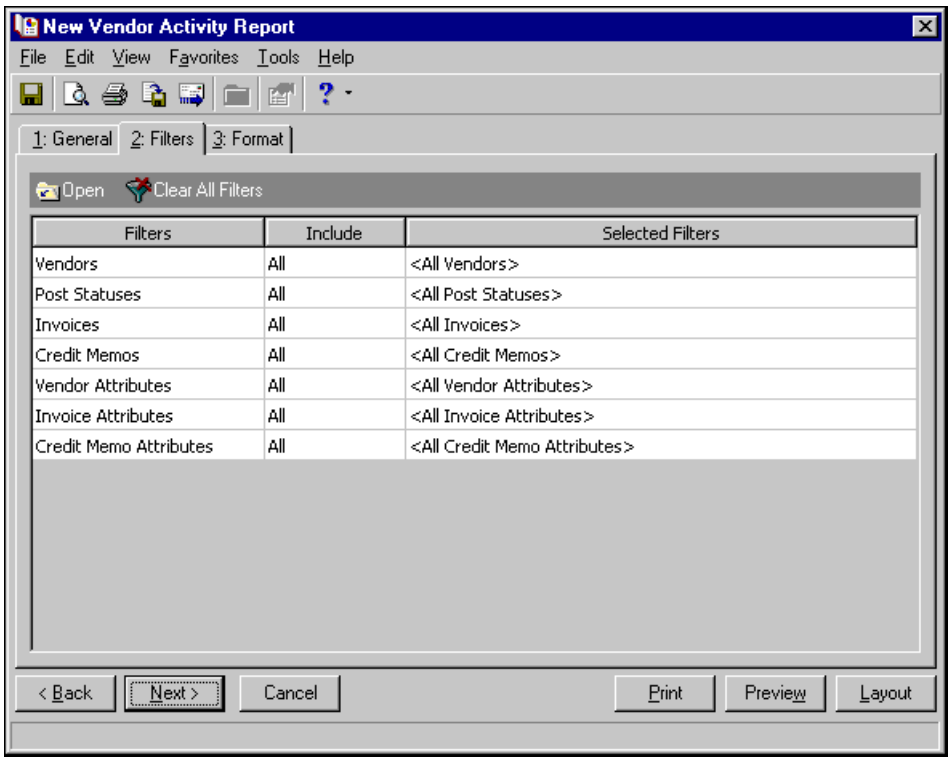 New Vendor Activity Report
File Edit View Favorites Tools Help
1: General 2: Filters 3: Format
Open Clear All Filters
Filters Include Selected Filters
Vendors All <All Vendors>
Post Statuses All <All Post Statuses>
Invoices All <All Invoices>
Credit Memos All <All Credit Memos>
Vendor Attributes All <All Vendor Attributes>
Invoice Attributes All <All Invoice Attributes>
Credit Memo Attributes All <All Credit Memo Attributes>
< Back Next > Cancel Print Preview Layout